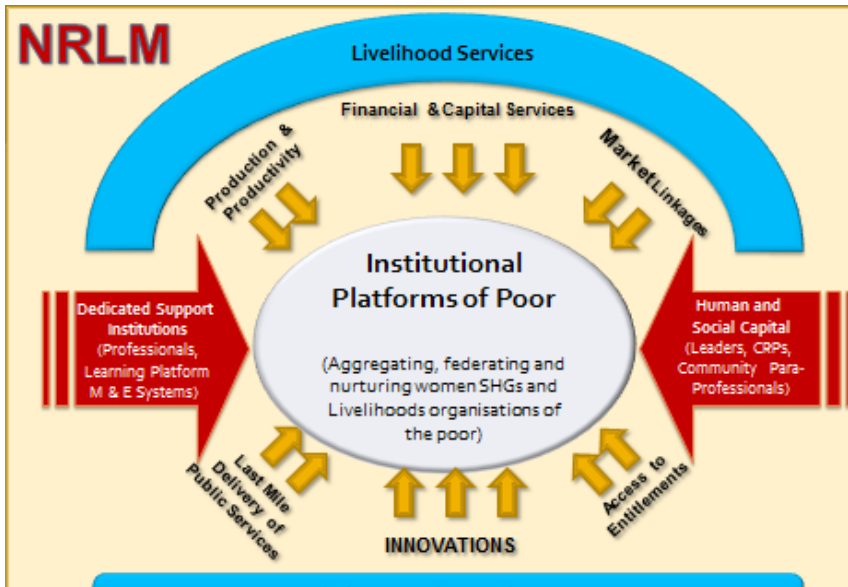 NRLM
Livelihood Services
Financial & Capital Services
Production &
Productivity
Market Linkages
Institutional
Platforms of Poor
(Aggregating, federating and
nurturing women SHGs and
Livelihoods organisations of
the poor)
Dedicated Support
Institutions
(Professionals,
Learning Platform
M & E Systems)
Human and
Social Capital
(Leaders, CRPs,
Community Para-
Professionals)
Last Mile
Delivery of
Public Services
INNOVATIONS
Access to
Entitlements